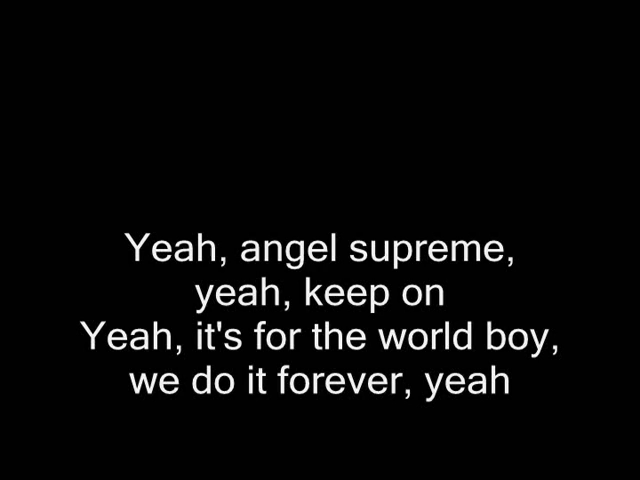 Yeah, angel supreme,
yeah, keep on
Yeah, it's for the world boy,
we do it forever, yeah